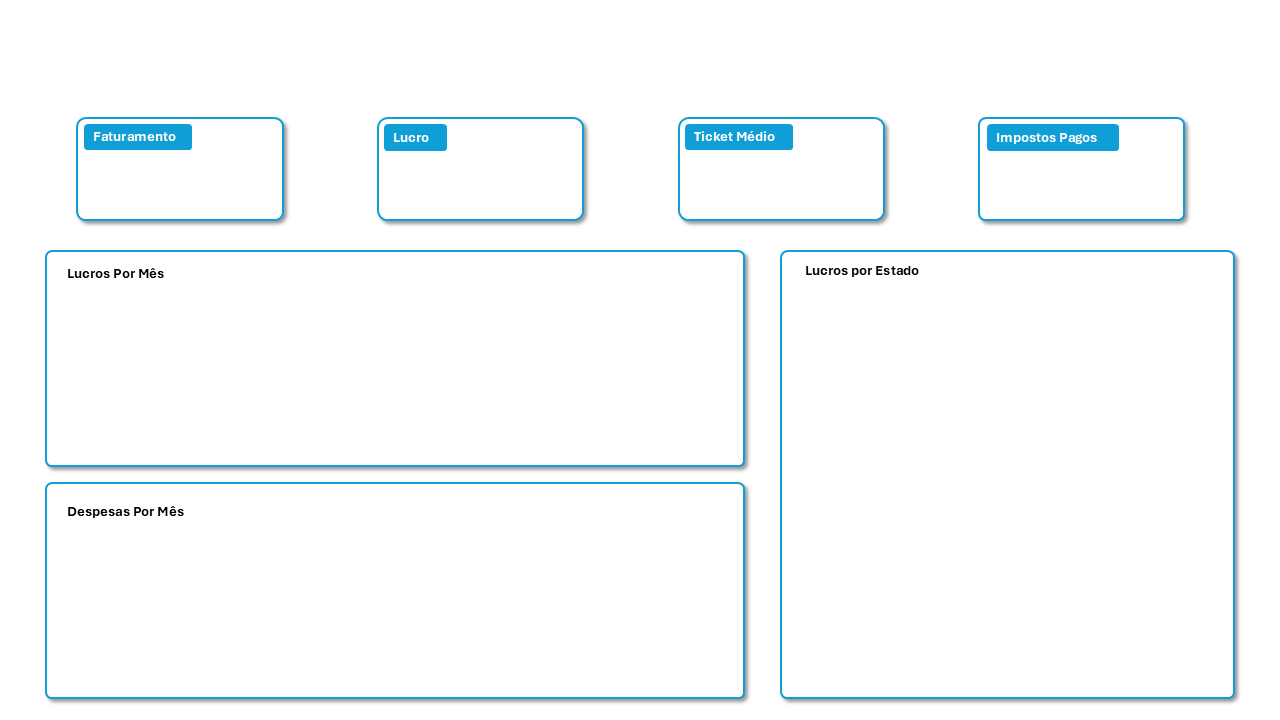 Faturamento
Lucro
Ticket Médio
Impostos Pagos
Lucros Por Mês
Lucros por Estado
Despesas Por Mês